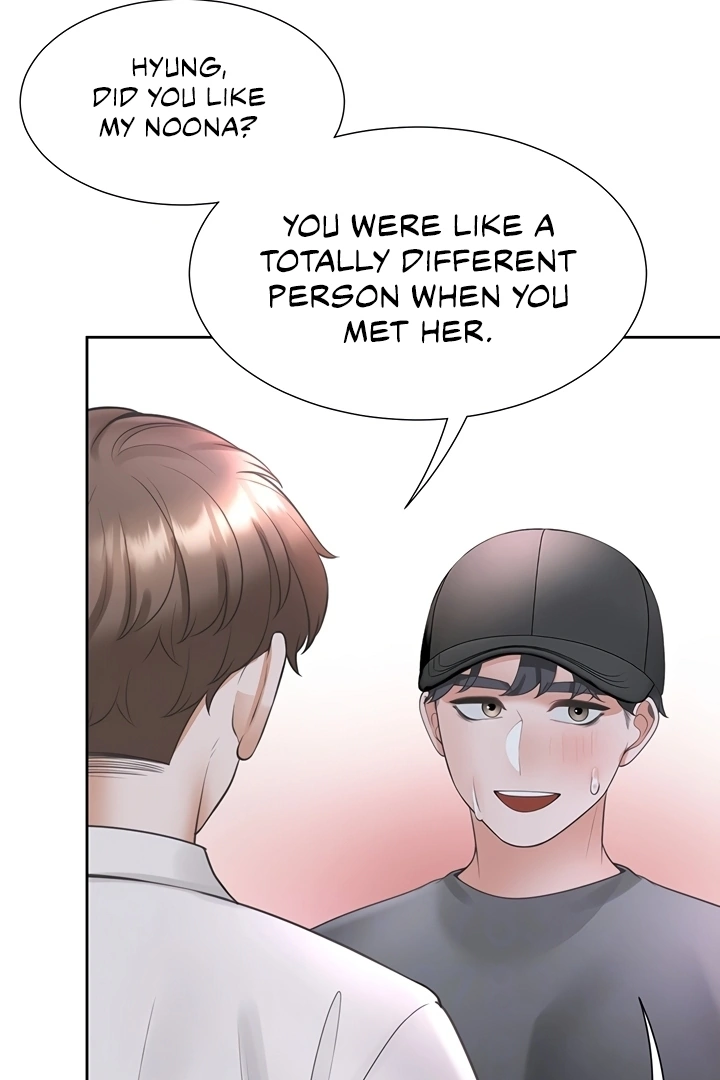 HYUNG,
DID YOU LIKE
MY NOONA?
YOU WERE LIKE A
TOTALLY DIFFERENT
PERSON WHEN YOU
MET HER.